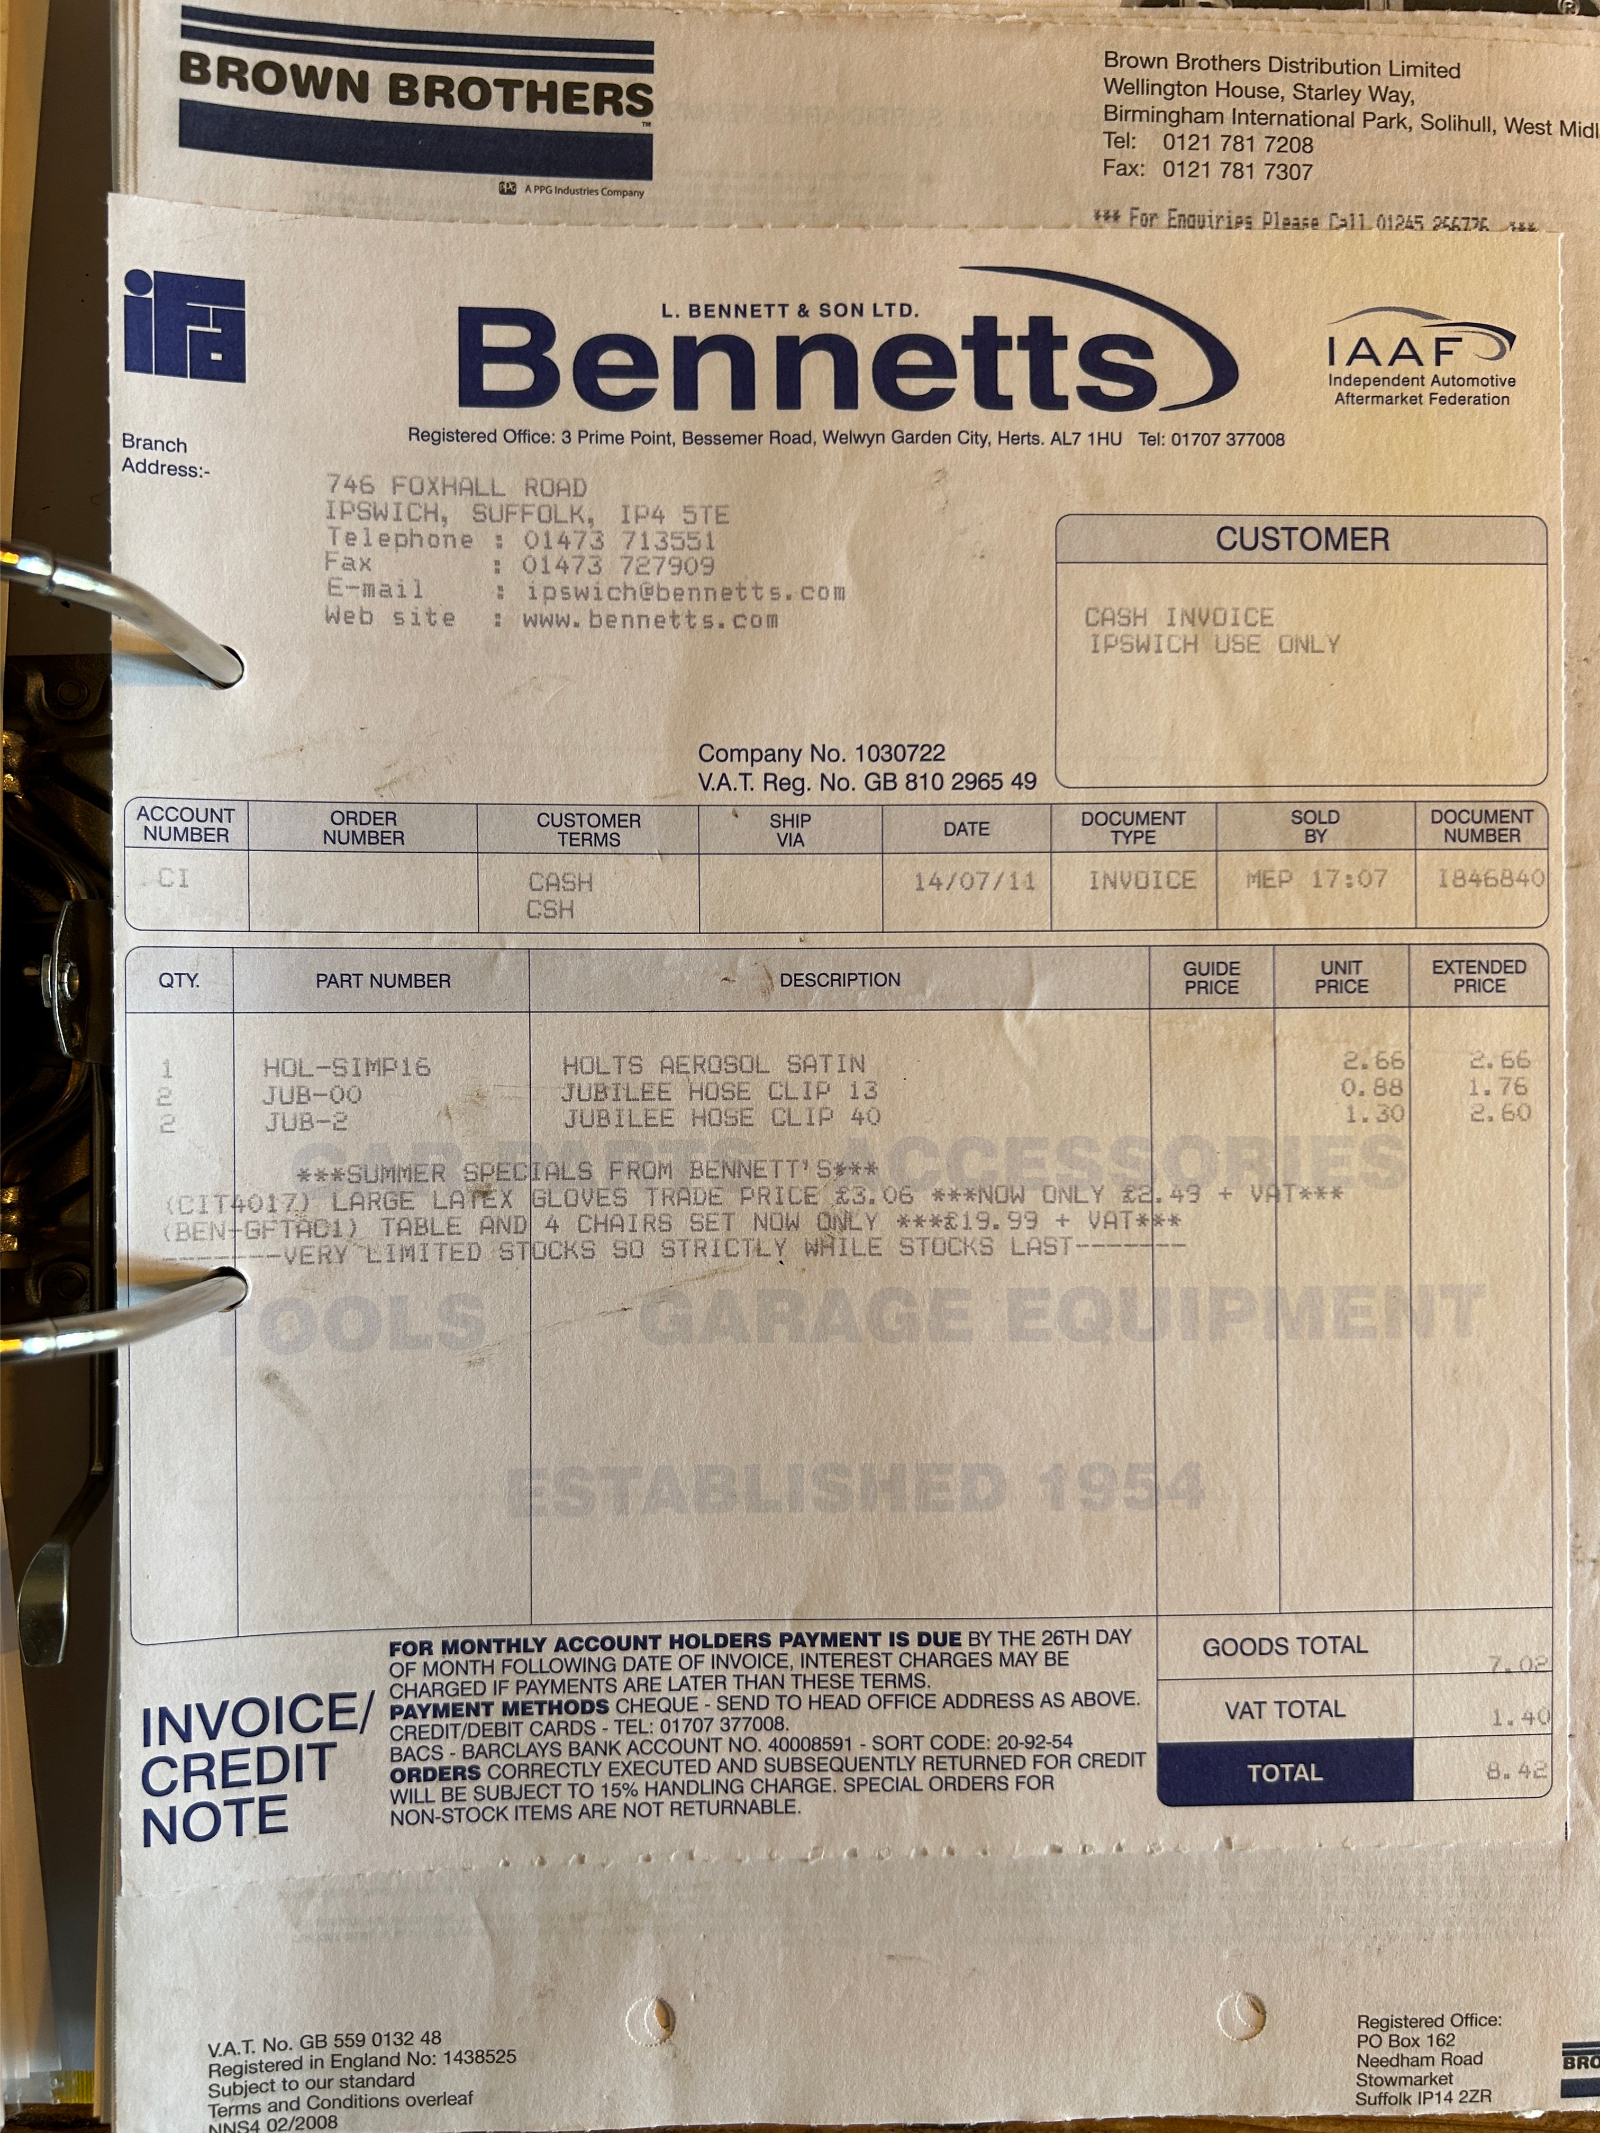 BROWN BROTHERS
™
PPG A PPG Industries Company
Brown Brothers Distribution Limited
Wellington House, Starley Way,
Birmingham International Park, Solihull, West Midl
Tel: 0121 781 7208
Fax: 0121 781 7307
*** For Enquiries Please Call 01245 266736 ***
iFa
L. BENNETT & SON LTD.
Bennetts
IAAF
Independent Automotive
Aftermarket Federation
Registered Office: 3 Prime Point, Bessemer Road, Welwyn Garden City, Herts. AL7 1HU Tel: 01707 377008
Branch
Address:-
746 FOXHALL ROAD
IPSWICH, SUFFOLK, IP4 5TE
Telephone : 01473 713551
Fax : 01473 727909
E-mail : ipswich@bennetts.com
Web site : www.bennetts.com
CUSTOMER
CASH INVOICE
IPSWICH USE ONLY
Company No. 1030722
V.A.T. Reg. No. GB 810 2965 49
ACCOUNT NUMBER ORDER NUMBER CUSTOMER TERMS SHIP VIA DATE DOCUMENT TYPE SOLD BY DOCUMENT NUMBER
CI CASH 14/07/11 INVOICE MEP 17:07 I846840
CSH
QTY. PART NUMBER DESCRIPTION GUIDE PRICE UNIT PRICE EXTENDED PRICE
1 HOL-SIMP16 HOLTS AEROSOL SATIN 2.66 2.66
2 JUB-00 JUBILEE HOSE CLIP 13 0.88 1.76
2 JUB-2 JUBILEE HOSE CLIP 40 1.30 2.60
CAR PARTS ACCESSORIES
***SUMMER SPECIALS FROM BENNETT'S***
(CIT4017) LARGE LATEX GLOVES TRADE PRICE £3.06 ***NOW ONLY £2.49 + VAT***
(BEN-GFTAC1) TABLE AND 4 CHAIRS SET NOW ONLY ***£19.99 + VAT***
-------VERY LIMITED STOCKS SO STRICTLY WHILE STOCKS LAST-------
TOOLS GARAGE EQUIPMENT
ESTABLISHED 1954
INVOICE/
CREDIT
NOTE
FOR MONTHLY ACCOUNT HOLDERS PAYMENT IS DUE BY THE 26TH DAY
OF MONTH FOLLOWING DATE OF INVOICE, INTEREST CHARGES MAY BE
CHARGED IF PAYMENTS ARE LATER THAN THESE TERMS.
PAYMENT METHODS CHEQUE - SEND TO HEAD OFFICE ADDRESS AS ABOVE.
CREDIT/DEBIT CARDS - TEL: 01707 377008.
BACS - BARCLAYS BANK ACCOUNT NO. 40008591 - SORT CODE: 20-92-54
ORDERS CORRECTLY EXECUTED AND SUBSEQUENTLY RETURNED FOR CREDIT
WILL BE SUBJECT TO 15% HANDLING CHARGE. SPECIAL ORDERS FOR
NON-STOCK ITEMS ARE NOT RETURNABLE.
GOODS TOTAL 7.02
VAT TOTAL 1.40
TOTAL 8.42
V.A.T. No. GB 559 0132 48
Registered in England No: 1438525
Subject to our standard
Terms and Conditions overleaf
NNS4 02/2008
Registered Office:
PO Box 162
Needham Road
Stowmarket
Suffolk IP14 2ZR
BRO